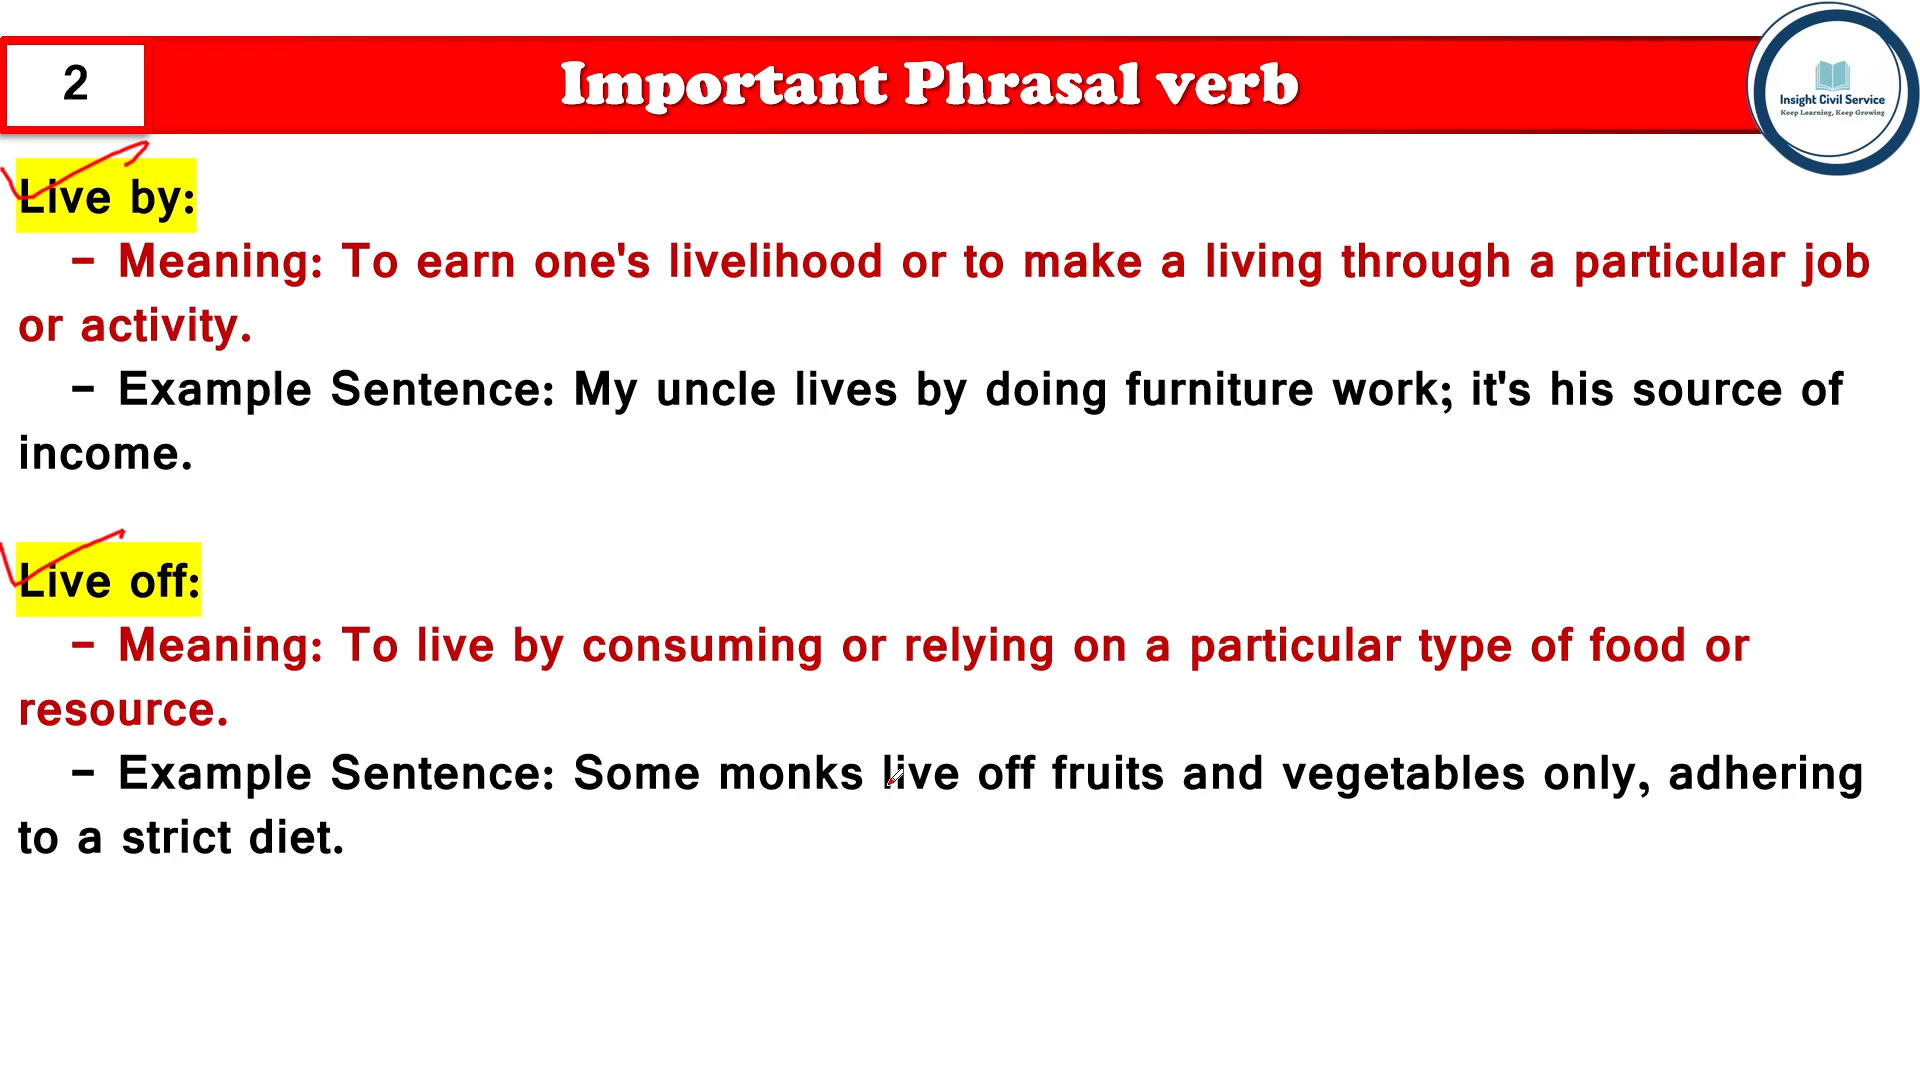 2
Important Phrasal verb
Insight Civil Service
Keep Learning, Keep Growing
Live by:
- Meaning: To earn one's livelihood or to make a living through a particular job
or activity.
- Example Sentence: My uncle lives by doing furniture work; it's his source of
income.
Live off:
- Meaning: To live by consuming or relying on a particular type of food or
resource.
- Example Sentence: Some monks live off fruits and vegetables only, adhering
to a strict diet.